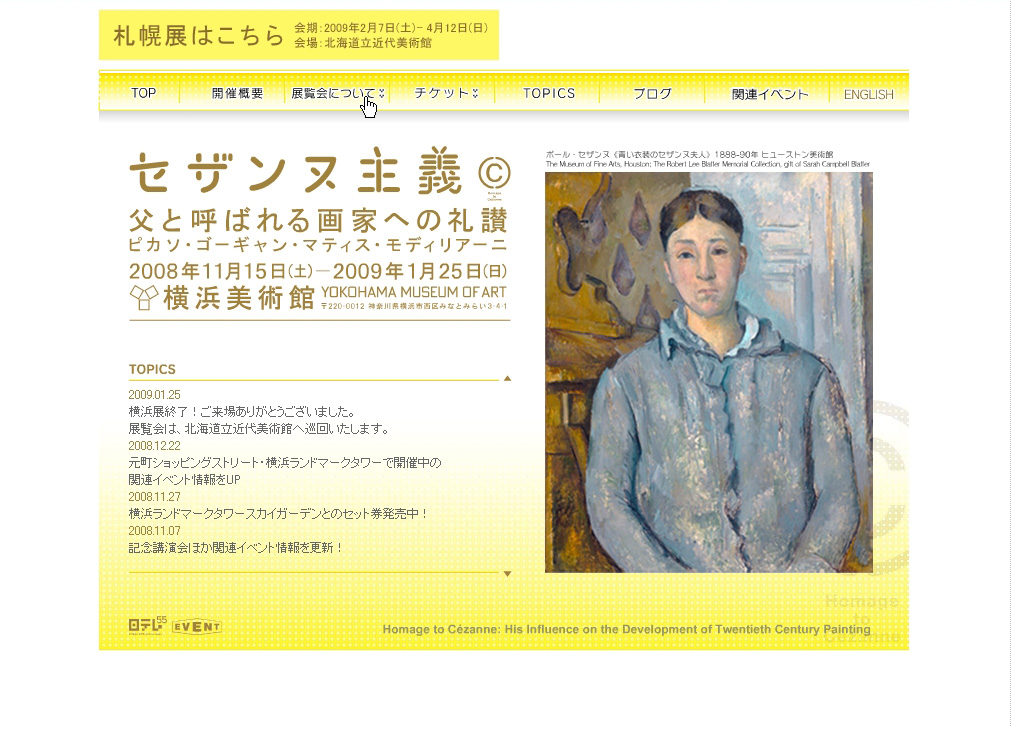 札幌展はこちら
会期：2009年2月7日(土)- 4月12日(日)
会場：北海道立近代美術館
TOP 開催概要 展覧会について チケット TOPICS ブログ 関連イベント ENGLISH
セザンヌ主義 ©
Homage to Cézanne
父と呼ばれる画家への礼讃
ピカソ・ゴーギャン・マティス・モディリアーニ
2008年11月15日(土)―2009年1月25日(日)
横浜美術館 YOKOHAMA MUSEUM OF ART
〒220-0012 神奈川県横浜市西区みなとみらい3-4-1
ポール・セザンヌ《青い衣装のセザンヌ夫人》1888-90年 ヒューストン美術館
The Museum of Fine Arts, Houston; The Robert Lee Blaffer Memorial Collection, gift of Sarah Campbell Blaffer
TOPICS
2009.01.25
横浜展終了！ご来場ありがとうございました。
展覧会は、北海道立近代美術館へ巡回いたします。
2008.12.22
元町ショッピングストリート・横浜ランドマークタワーで開催中の
関連イベント情報をUP
2008.11.27
横浜ランドマークタワースカイガーデンとのセット券発売中！
2008.11.07
記念講演会ほか関連イベント情報を更新！
日テレ55 EVENT
Homage to Cézanne: His Influence on the Development of Twentieth Century Painting
Homage
to